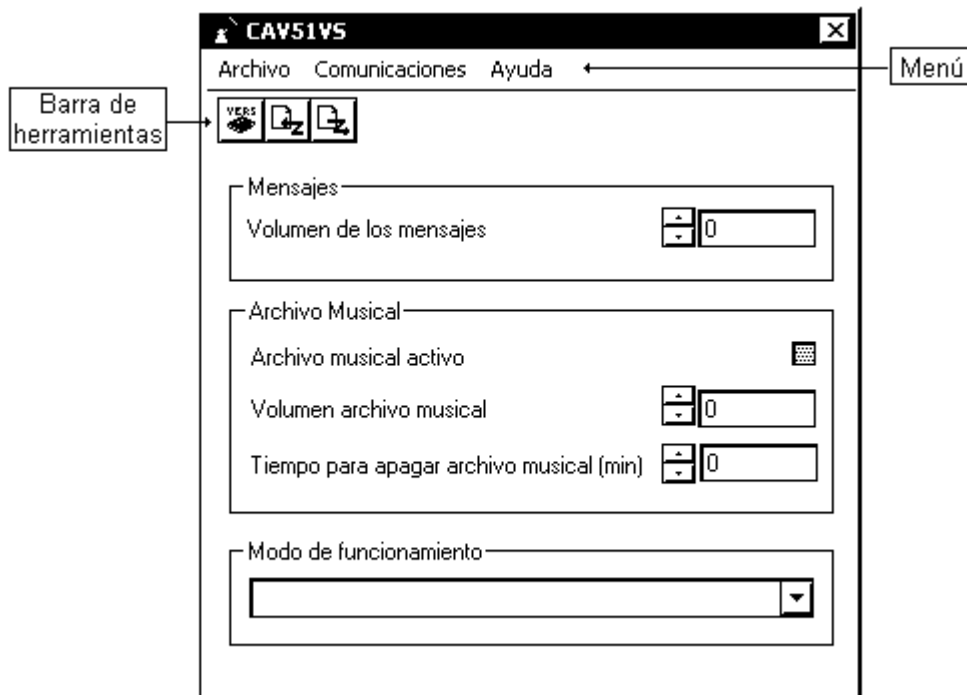 CAV51VS
Archivo Comunicaciones Ayuda
Menú
Barra de
herramientas
VERS
Mensajes
Volumen de los mensajes 0
Archivo Musical
Archivo musical activo
Volumen archivo musical 0
Tiempo para apagar archivo musical (min) 0
Modo de funcionamiento